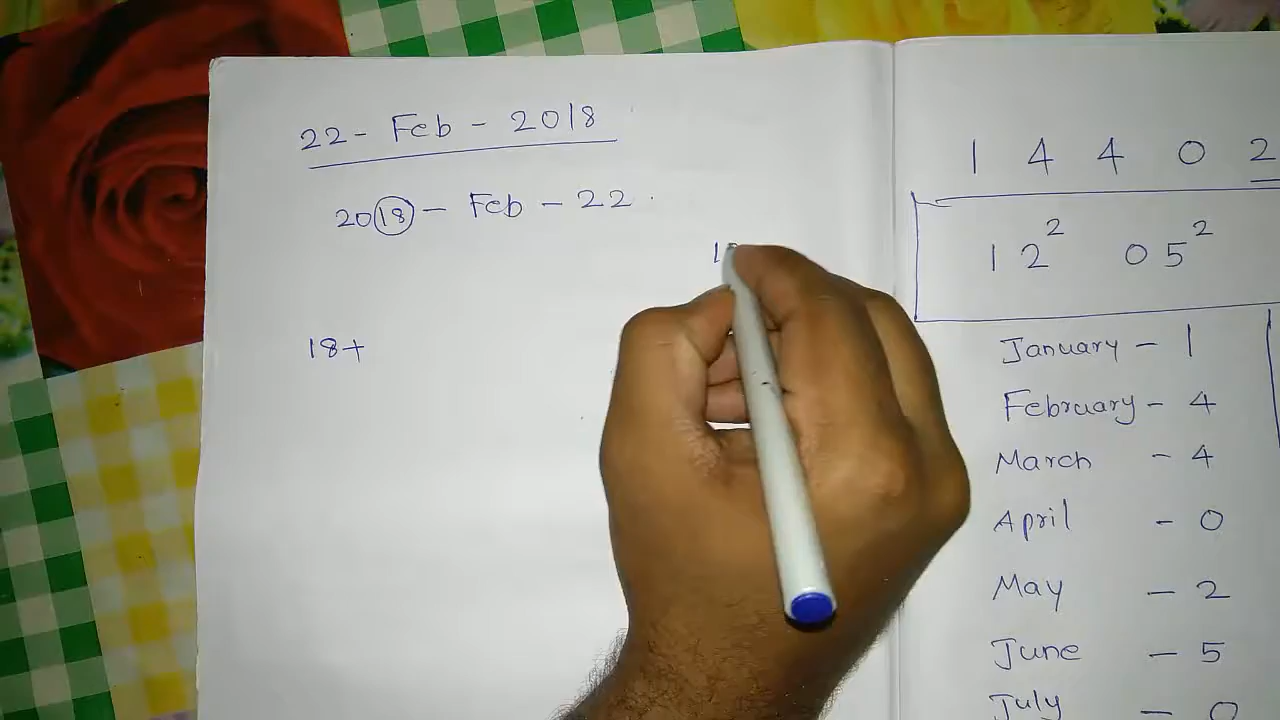 22 - Feb - 2018
2018 - Feb - 22
18+
1 4 4 0 2
12² 05²
January - 1
February - 4
March - 4
April - 0
May - 2
June - 5
July - 0